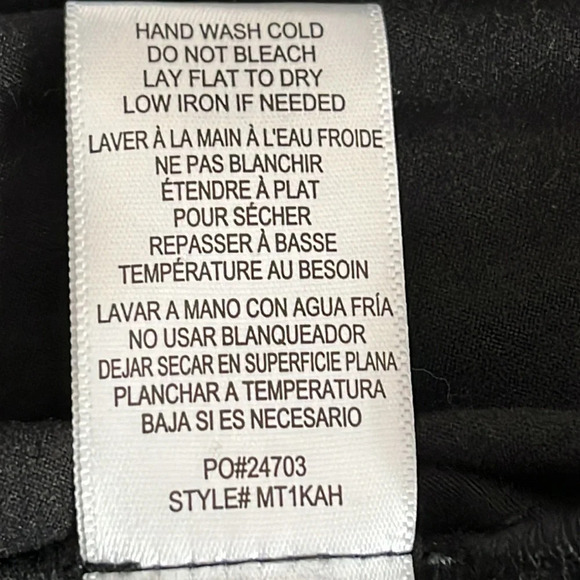 HAND WASH COLD
DO NOT BLEACH
LAY FLAT TO DRY
LOW IRON IF NEEDED
LAVER À LA MAIN À L'EAU FROIDE
NE PAS BLANCHIR
ÉTENDRE À PLAT
POUR SÉCHER
REPASSER À BASSE
TEMPÉRATURE AU BESOIN
LAVAR A MANO CON AGUA FRÍA
NO USAR BLANQUEADOR
DEJAR SECAR EN SUPERFICIE PLANA
PLANCHAR A TEMPERATURA
BAJA SI ES NECESARIO
PO#24703
STYLE# MT1KAH